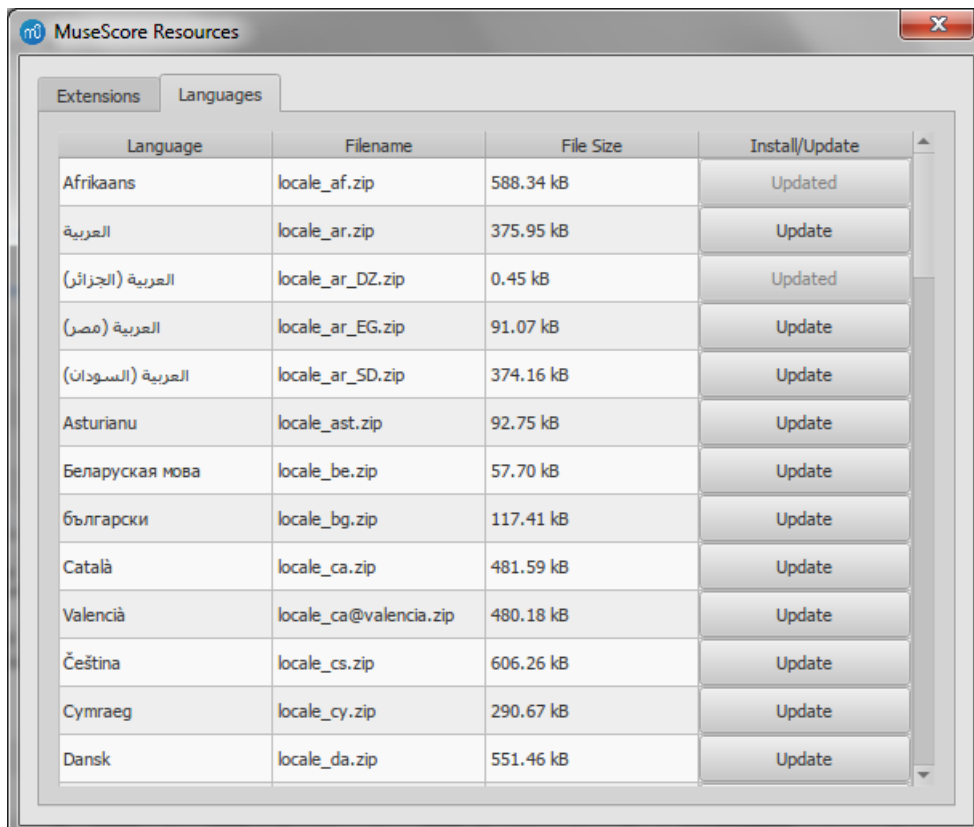 MuseScore Resources
Extensions Languages
Language Filename File Size Install/Update
Afrikaans locale_af.zip 588.34 kB Updated
العربية locale_ar.zip 375.95 kB Update
العربية (الجزائر) locale_ar_DZ.zip 0.45 kB Updated
العربية (مصر) locale_ar_EG.zip 91.07 kB Update
العربية (السودان) locale_ar_SD.zip 374.16 kB Update
Asturianu locale_ast.zip 92.75 kB Update
Беларуская мова locale_be.zip 57.70 kB Update
български locale_bg.zip 117.41 kB Update
Català locale_ca.zip 481.59 kB Update
Valencià locale_ca@valencia.zip 480.18 kB Update
Čeština locale_cs.zip 606.26 kB Update
Cymraeg locale_cy.zip 290.67 kB Update
Dansk locale_da.zip 551.46 kB Update